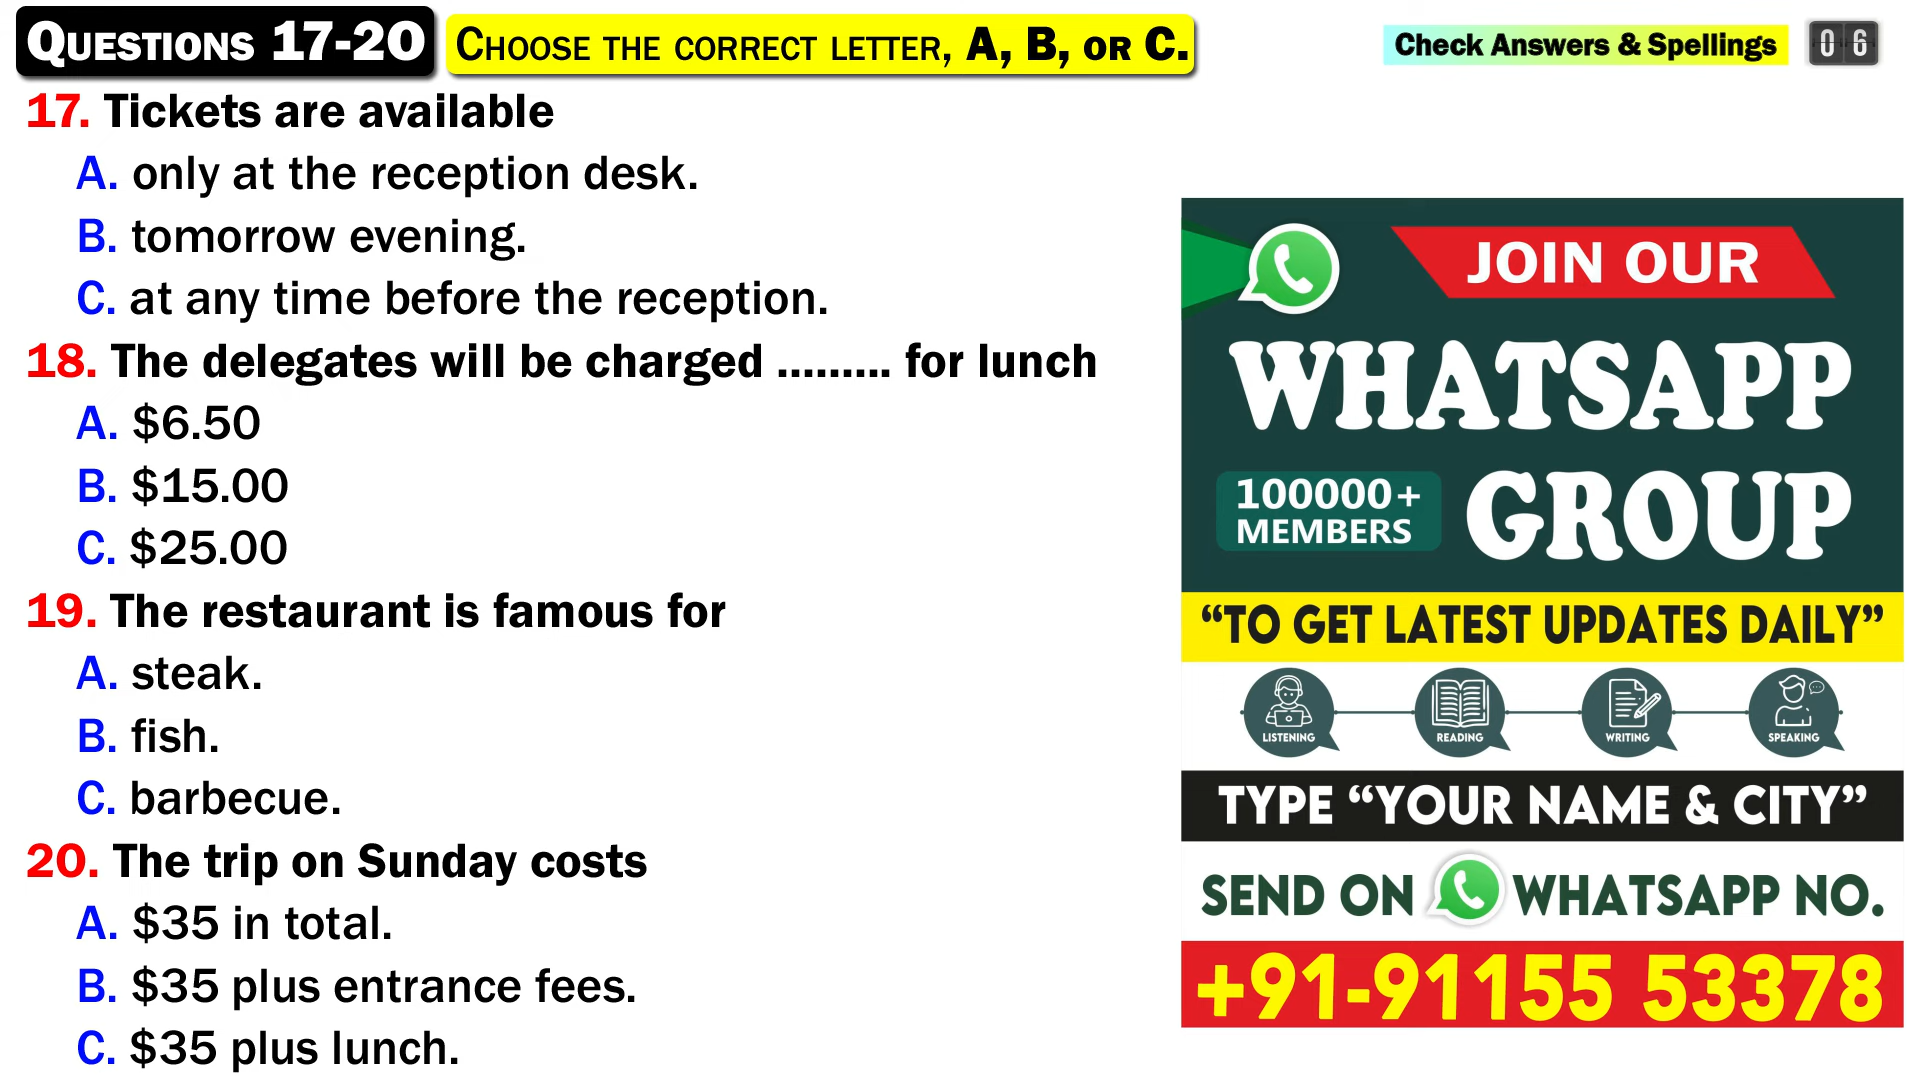 QUESTIONS 17-20 CHOOSE THE CORRECT LETTER, A, B, OR C.
Check Answers & Spellings 06
17. Tickets are available
A. only at the reception desk.
B. tomorrow evening.
C. at any time before the reception.
18. The delegates will be charged ......... for lunch
A. $6.50
B. $15.00
C. $25.00
19. The restaurant is famous for
A. steak.
B. fish.
C. barbecue.
20. The trip on Sunday costs
A. $35 in total.
B. $35 plus entrance fees.
C. $35 plus lunch.
JOIN OUR
WHATSAPP
100000+
MEMBERS
GROUP
“TO GET LATEST UPDATES DAILY”
LISTENING READING WRITING SPEAKING
TYPE “YOUR NAME & CITY”
SEND ON WHATSAPP NO.
+91-91155 53378